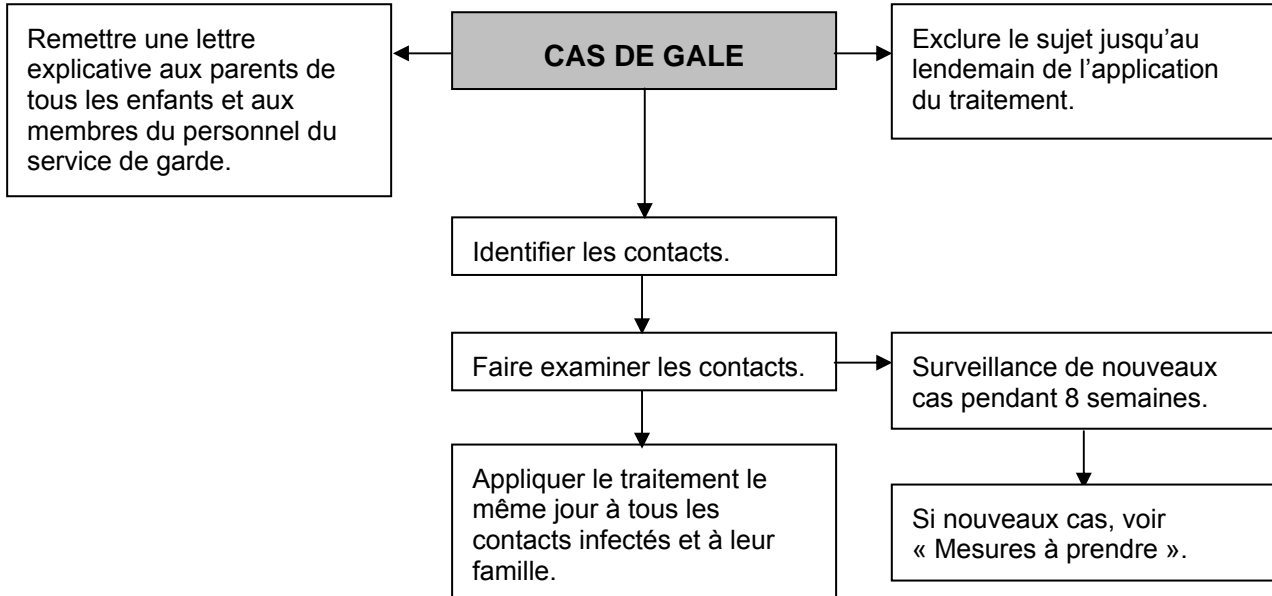 Remettre une lettre
explicative aux parents de
tous les enfants et aux
membres du personnel du
service de garde.
CAS DE GALE
Exclure le sujet jusqu’au
lendemain de l’application
du traitement.
Identifier les contacts.
Faire examiner les contacts.
Surveillance de nouveaux
cas pendant 8 semaines.
Appliquer le traitement le
même jour à tous les
contacts infectés et à leur
famille.
Si nouveaux cas, voir
« Mesures à prendre ».